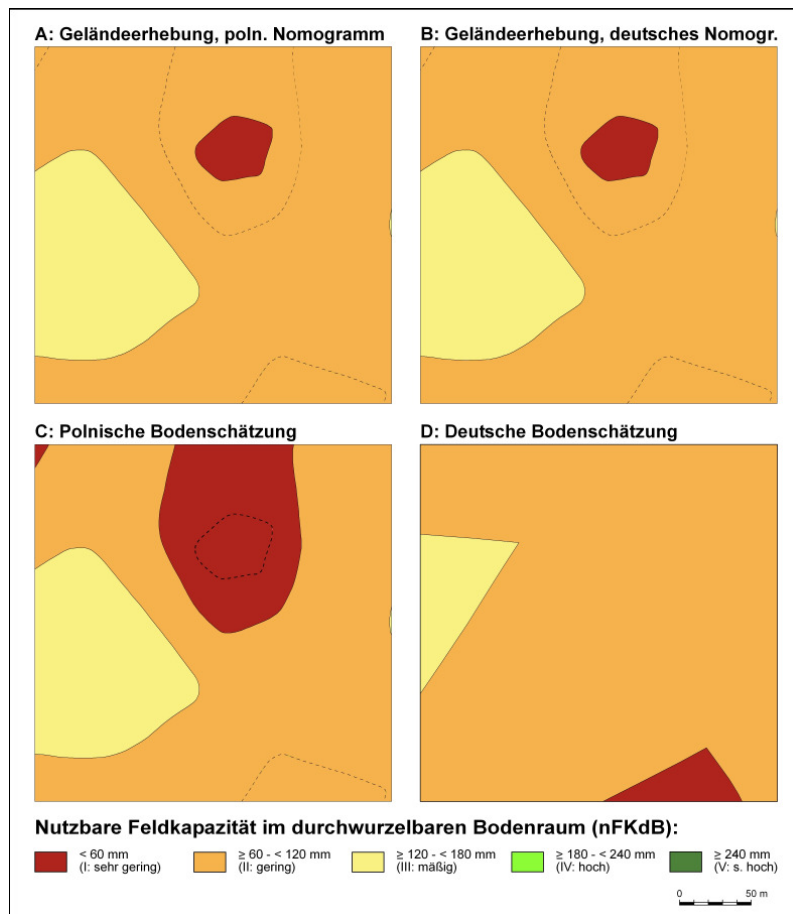 A: Geländeerhebung, poln. Nomogramm
B: Geländeerhebung, deutsches Nomogr.
C: Polnische Bodenschätzung
D: Deutsche Bodenschätzung
Nutzbare Feldkapazität im durchwurzelbaren Bodenraum (nFKdB):
< 60 mm
(I: sehr gering)
≥ 60 - < 120 mm
(II: gering)
≥ 120 - < 180 mm
(III: mäßig)
≥ 180 - < 240 mm
(IV: hoch)
≥ 240 mm
(V: s. hoch)
0 50 m